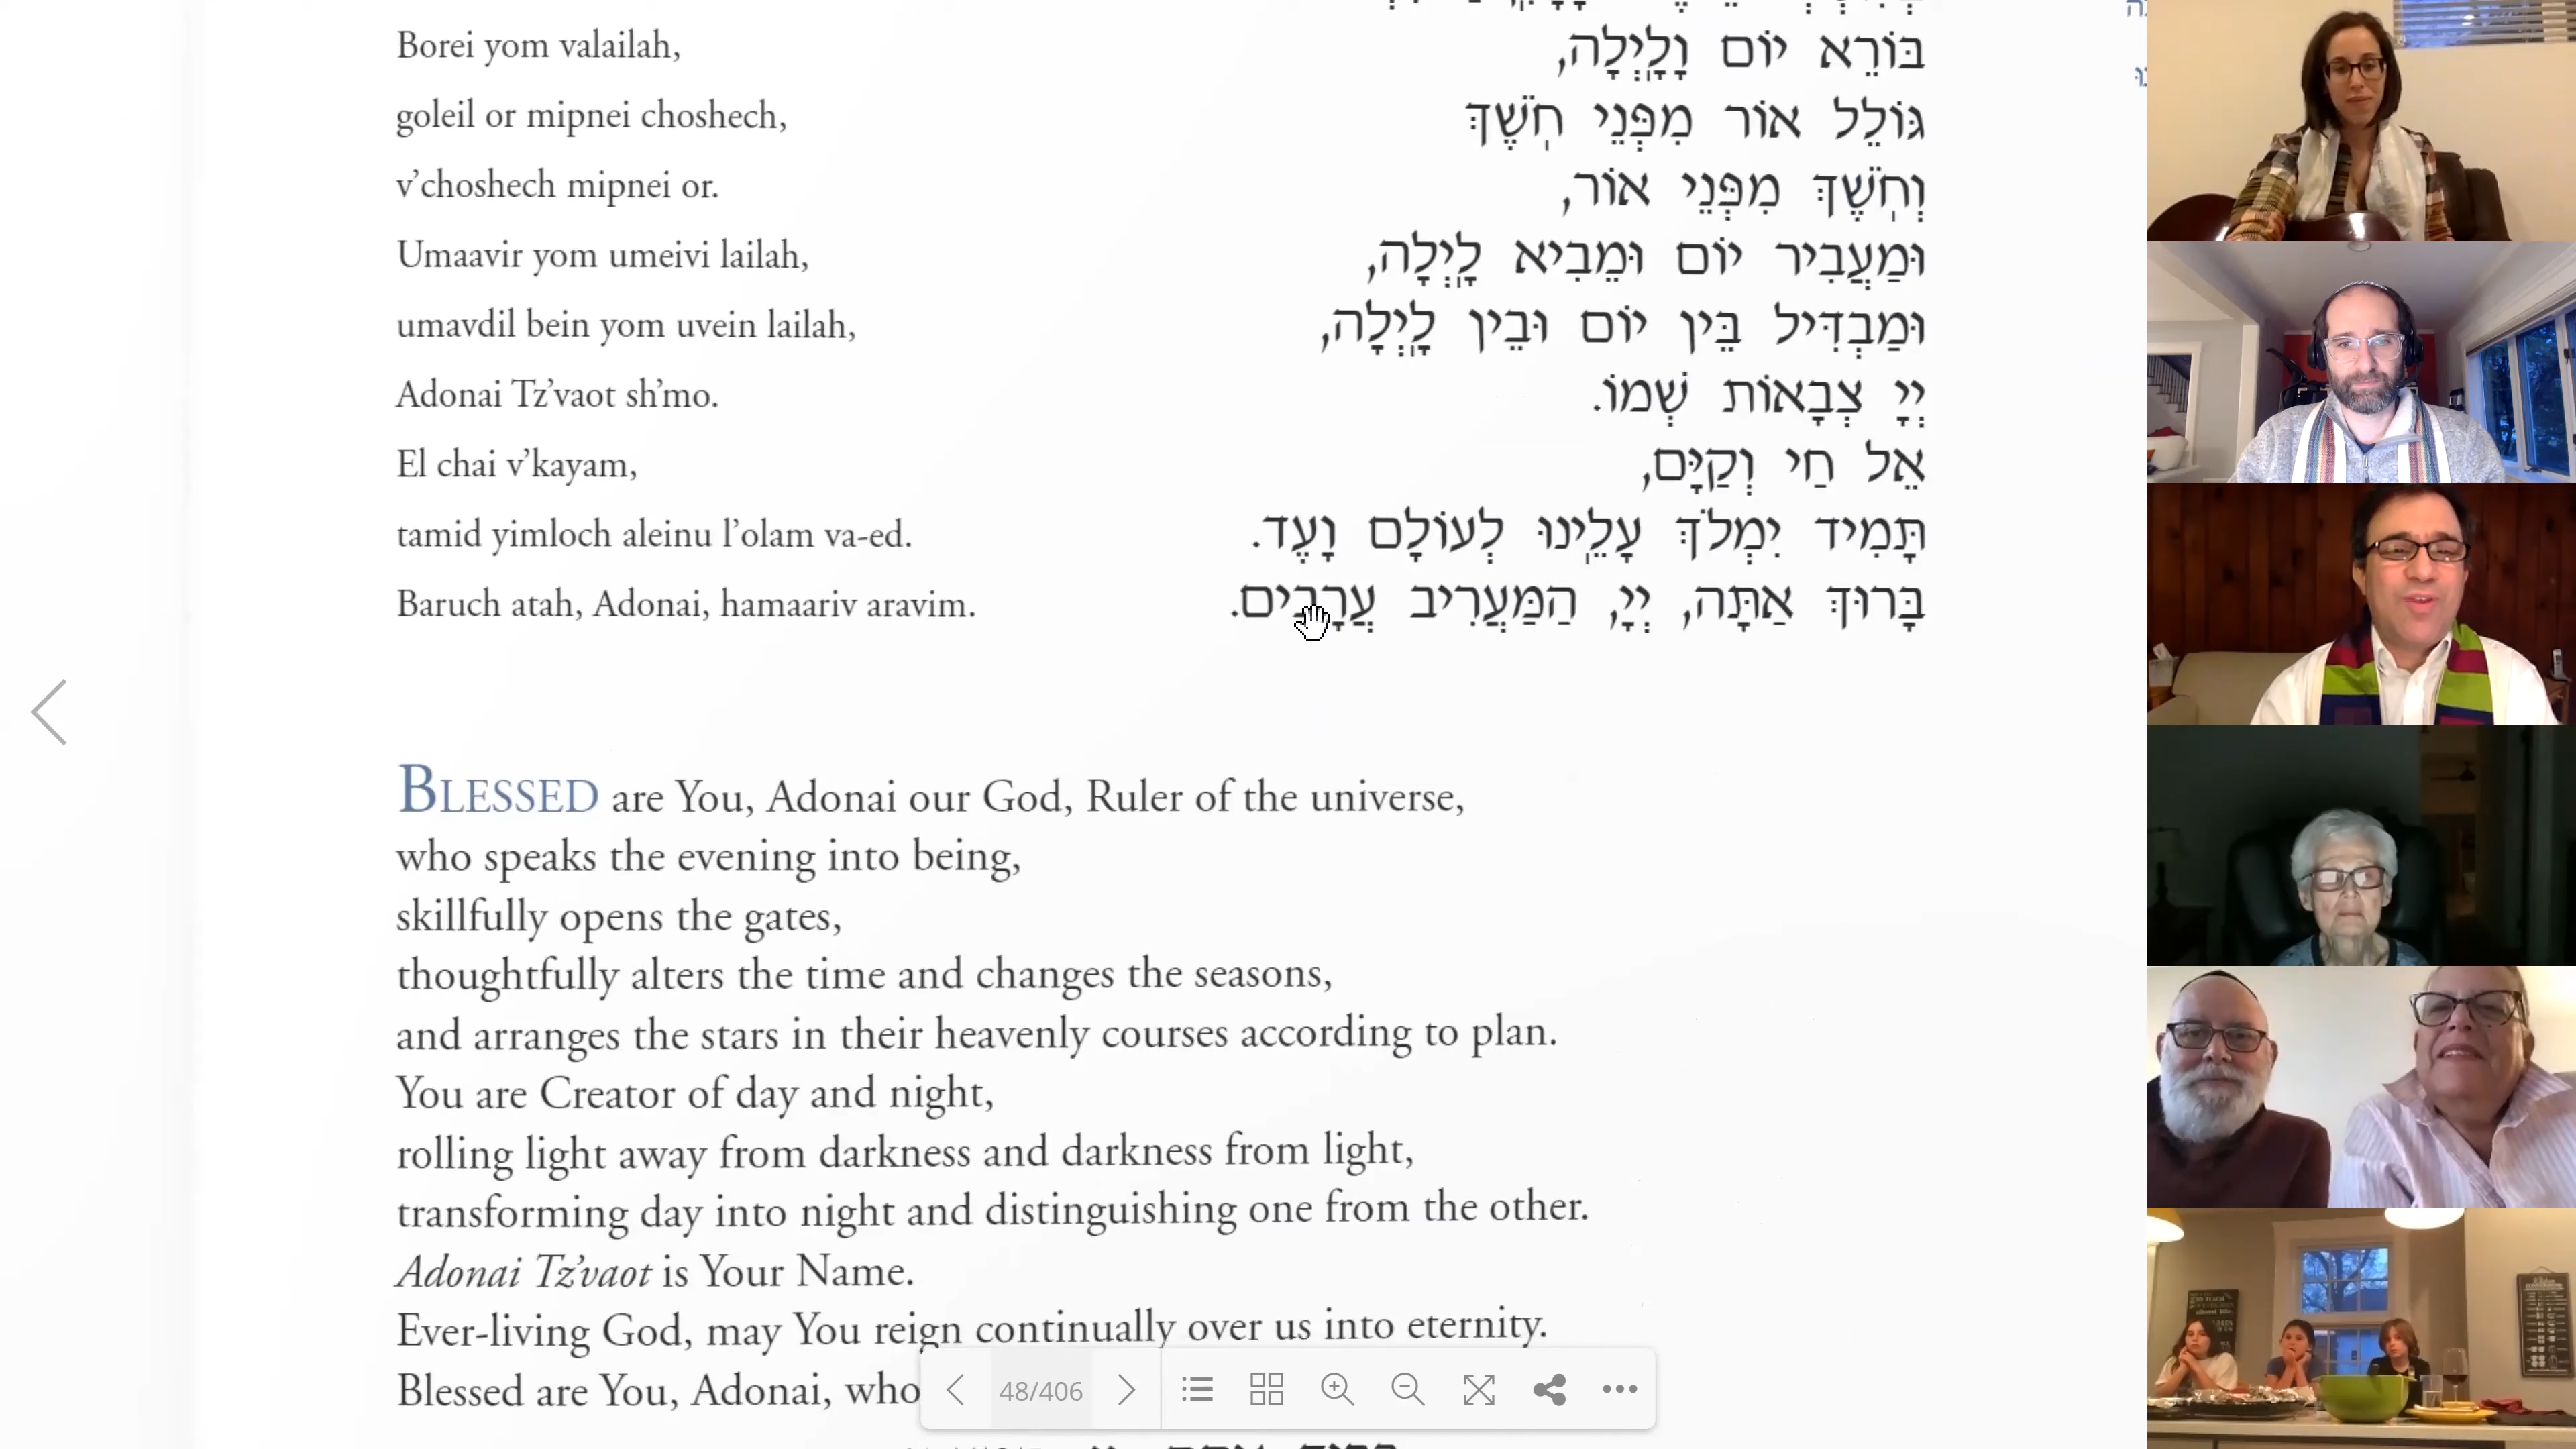 Borei yom valailah,
goleil or mipnei choshech,
v’choshech mipnei or.
Umaavir yom umeivi lailah,
umavdil bein yom uvein lailah,
Adonai Tz’vaot sh’mo.
El chai v’kayam,
tamid yimloch aleinu l’olam va-ed.
Baruch atah, Adonai, hamaariv aravim.
בּוֹרֵא יוֹם וָלָֽיְלָה,
גּוֹלֵל אוֹר מִפְּנֵי חֹֽשֶׁךְ
וְחֹֽשֶׁךְ מִפְּנֵי אוֹר,
וּמַעֲבִיר יוֹם וּמֵבִיא לָֽיְלָה,
וּמַבְדִּיל בֵּין יוֹם וּבֵין לָֽיְלָה,
יְיָ צְבָאוֹת שְׁמוֹ.
אֵל חַי וְקַיָּם,
תָּמִיד יִמְלֹךְ עָלֵֽינוּ לְעוֹלָם וָעֶד.
בָּרוּךְ אַתָּה, יְיָ, הַמַּעֲרִיב עֲרָבִים.
BLESSED are You, Adonai our God, Ruler of the universe,
who speaks the evening into being,
skillfully opens the gates,
thoughtfully alters the time and changes the seasons,
and arranges the stars in their heavenly courses according to plan.
You are Creator of day and night,
rolling light away from darkness and darkness from light,
transforming day into night and distinguishing one from the other.
Adonai Tz’vaot is Your Name.
Ever-living God, may You reign continually over us into eternity.
Blessed are You, Adonai, who
48/406